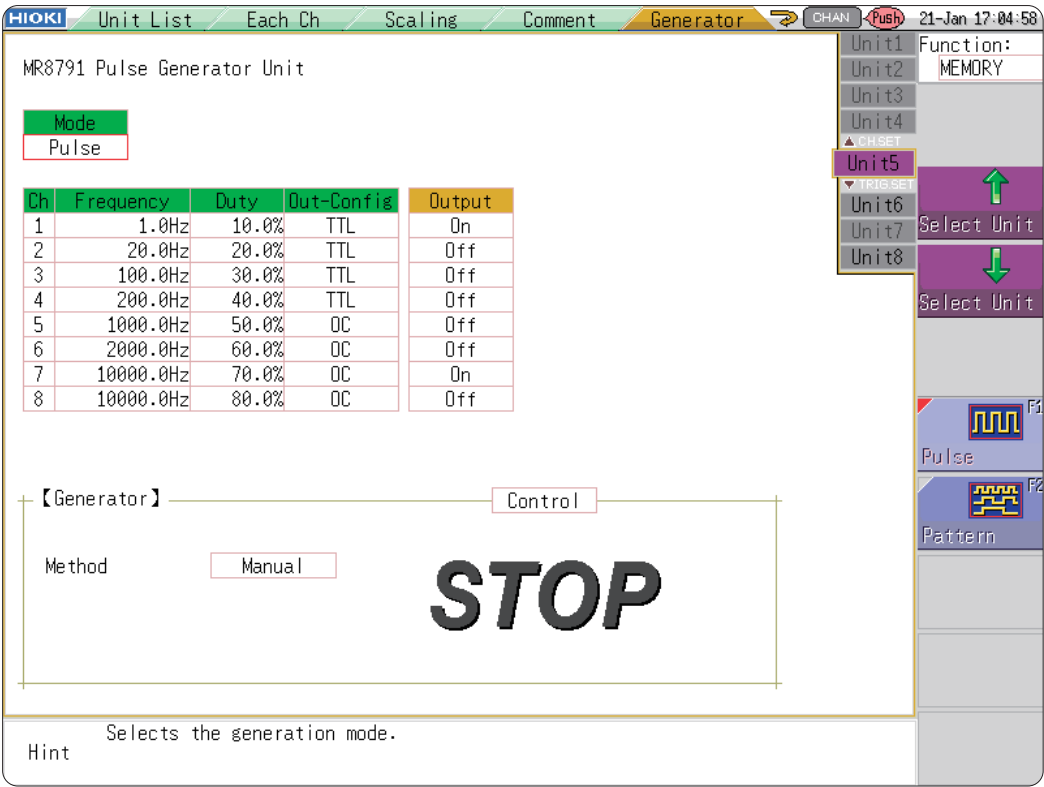 HIOKI Unit List Each Ch Scaling Comment Generator CHAN Push 21-Jan 17:04:58
Unit1 Function:
MR8791 Pulse Generator Unit Unit2 MEMORY
Unit3
Mode Unit4
▲CH.SET
Pulse Unit5
▼TRIG.SET
Ch Frequency Duty Out-Config Output Unit6
1 1.0Hz 10.0% TTL On Unit7 Select Unit
2 20.0Hz 20.0% TTL Off Unit8
3 100.0Hz 30.0% TTL Off
4 200.0Hz 40.0% TTL Off Select Unit
5 1000.0Hz 50.0% OC Off
6 2000.0Hz 60.0% OC Off
7 10000.0Hz 70.0% OC On
8 10000.0Hz 80.0% OC Off
F1
Pulse
【Generator】 Control F2
Pattern
Method Manual STOP
Selects the generation mode.
Hint